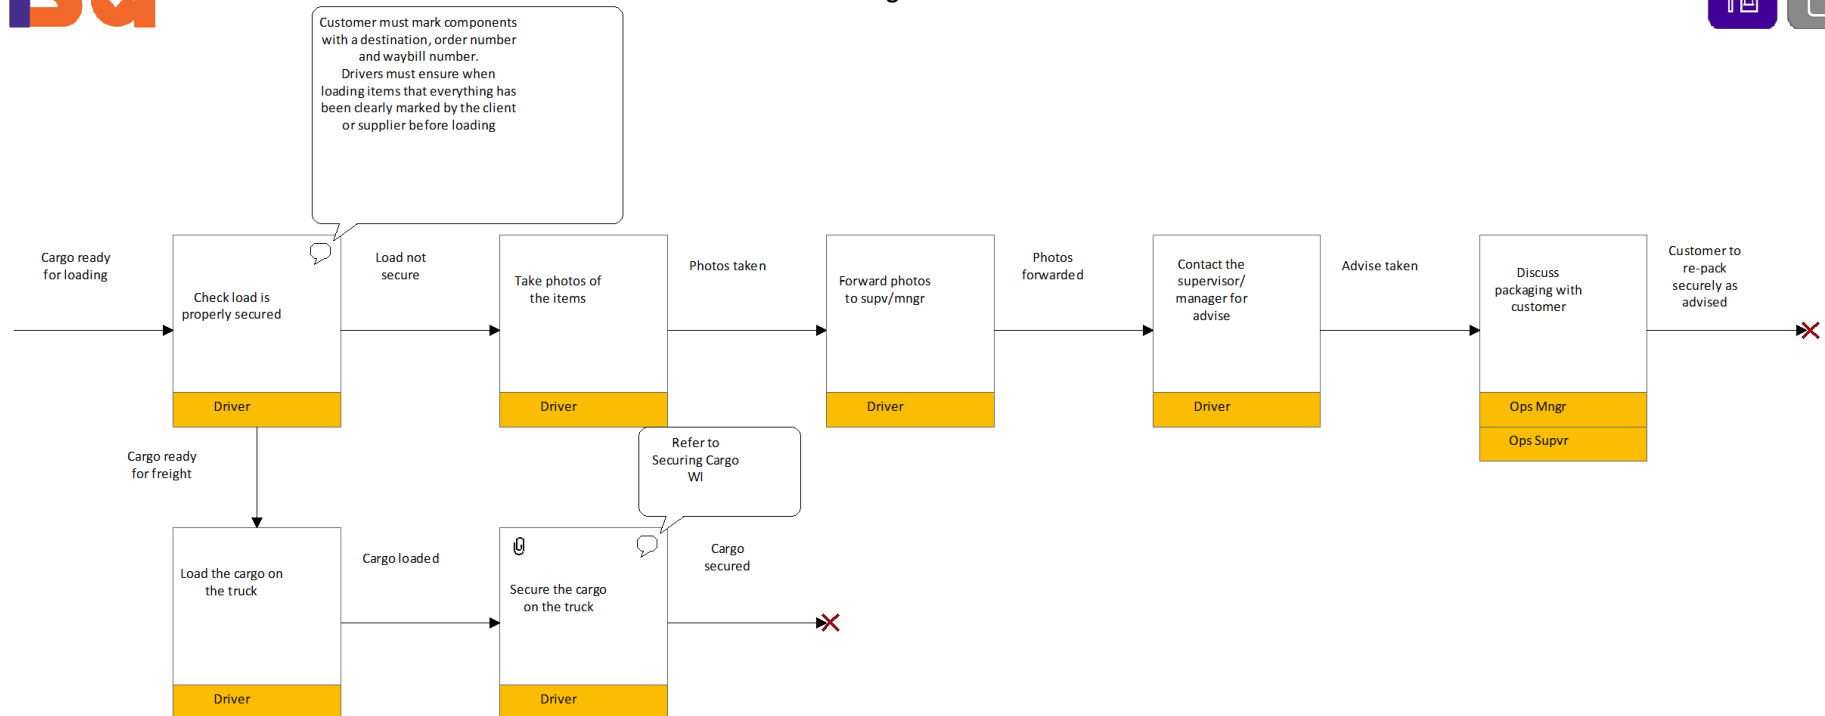 Customer must mark components
with a destination, order number
and waybill number.
Drivers must ensure when
loading items that everything has
been clearly marked by the client
or supplier before loading
Cargo ready
for loading
Check load is
properly secured
Driver
Load not
secure
Take photos of
the items
Driver
Photos taken
Forward photos
to supv/mngr
Driver
Photos
forwarded
Contact the
supervisor/
manager for
advise
Driver
Advise taken
Discuss
packaging with
customer
Ops Mngr
Ops Supvr
Customer to
re-pack
securely as
advised
Cargo ready
for freight
Refer to
Securing Cargo
WI
Load the cargo on
the truck
Driver
Cargo loaded
Secure the cargo
on the truck
Driver
Cargo
secured